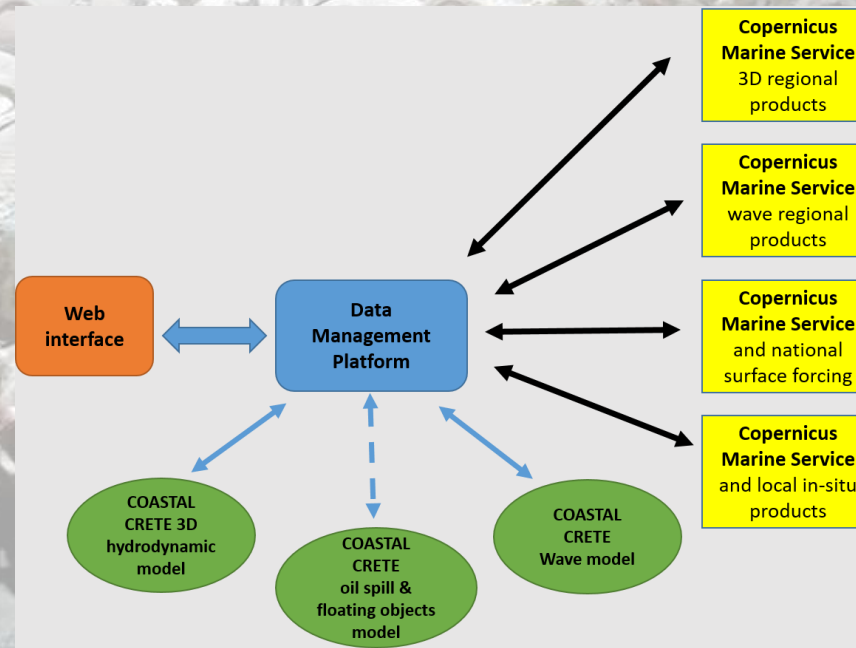 Copernicus
Marine Service
3D regional
products
Copernicus
Marine Service
wave regional
products
Copernicus
Marine Service
and national
surface forcing
Copernicus
Marine Service
and local in-situ
products
Web
interface
Data
Management
Platform
COASTAL
CRETE 3D
hydrodynamic
model
COASTAL
CRETE
oil spill &
floating objects
model
COASTAL
CRETE
Wave model